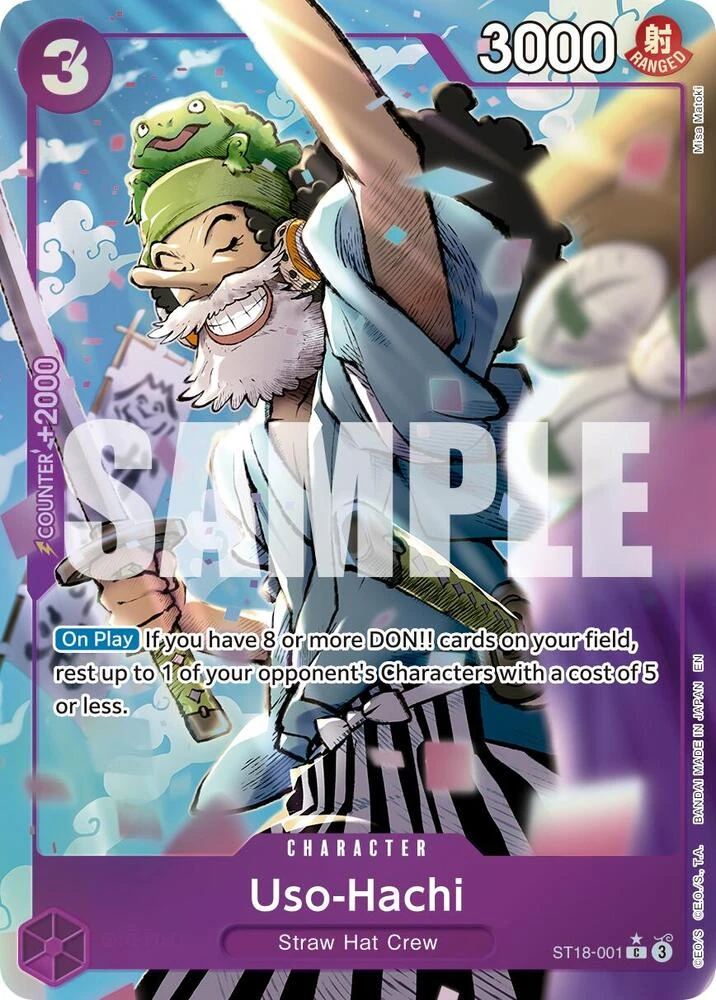 3
3000
射
RANGED
Misa Matoki
COUNTER +2000
SAMPLE
On Play If you have 8 or more DON!! cards on your field,
rest up to 1 of your opponent's Characters with a cost of 5
or less.
CHARACTER
Uso-Hachi
Straw Hat Crew
ST18-001 C 3
©EO/S ©E.O./S., T.A. BANDAI MADE IN JAPAN EN